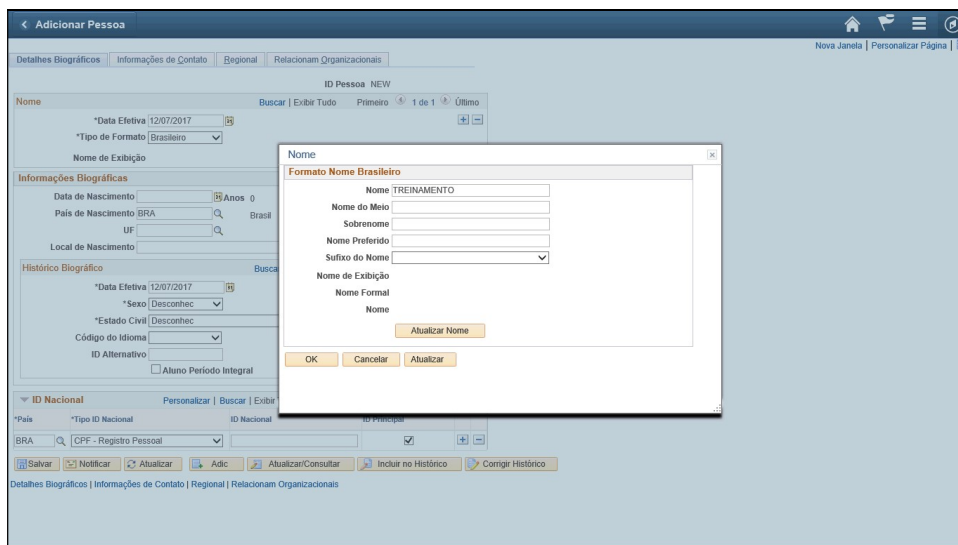 Adicionar Pessoa
Nova Janela | Personalizar Página |
Detalhes Biográficos Informações de Contato Regional Relacionam Organizacionais
ID Pessoa NEW
Nome Buscar | Exibir Tudo Primeiro 1 de 1 Último
*Data Efetiva 12/07/2017
*Tipo de Formato Brasileiro
Nome de Exibição
Informações Biográficas
Data de Nascimento Anos 0
País de Nascimento BRA Brasil
UF
Local de Nascimento
Histórico Biográfico Busca
*Data Efetiva 12/07/2017
*Sexo Desconhec
*Estado Civil Desconhec
Código do Idioma
ID Alternativo
Aluno Período Integral
Nome
Formato Nome Brasileiro
Nome TREINAMENTO
Nome do Meio
Sobrenome
Nome Preferido
Sufixo do Nome
Nome de Exibição
Nome Formal
Nome
Atualizar Nome
OK Cancelar Atualizar
ID Nacional Personalizar | Buscar | Exibir
*País *Tipo ID Nacional ID Nacional ID Principal
BRA CPF - Registro Pessoal
Salvar Notificar Atualizar Adic Atualizar/Consultar Incluir no Histórico Corrigir Histórico
Detalhes Biográficos | Informações de Contato | Regional | Relacionam Organizacionais